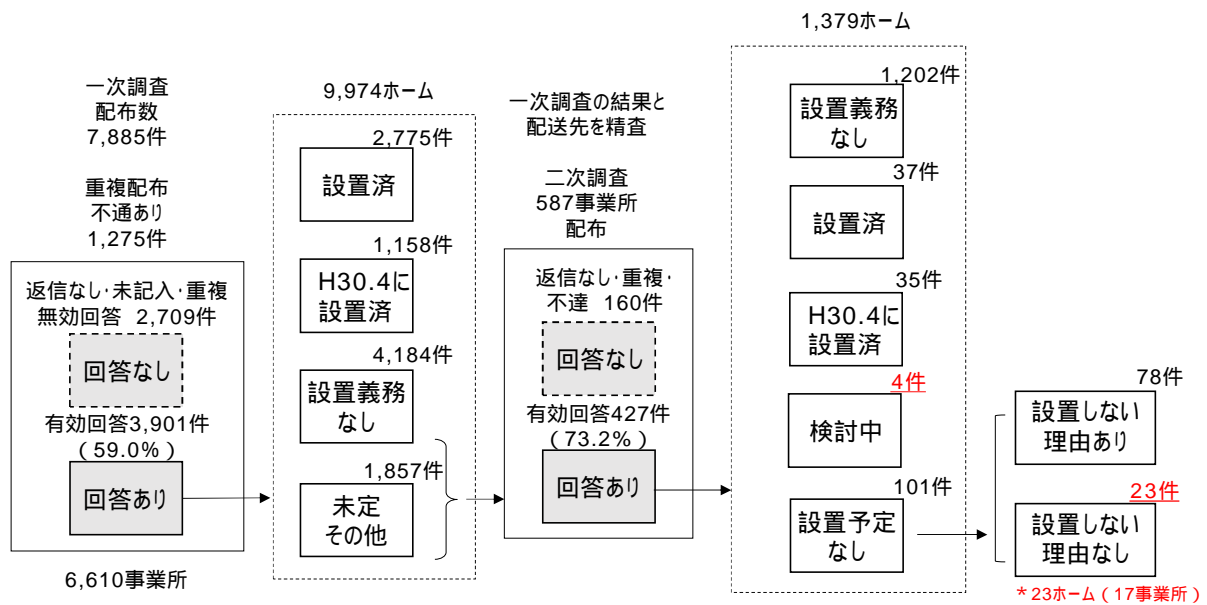 一次調査
配布数
7,885件
重複配布
不通あり
1,275件
返信なし・未記入・重複
無効回答 2,709件
回答なし
有効回答3,901件
（59.0%）
回答あり
6,610事業所
9,974ホーム
2,775件
設置済
1,158件
H30.4に
設置済
4,184件
設置義務
なし
1,857件
未定
その他
一次調査の結果と
配送先を精査
二次調査
587事業所
配布
返信なし・重複・
不達 160件
回答なし
有効回答427件
（73.2%）
回答あり
1,379ホーム
1,202件
設置義務
なし
37件
設置済
35件
H30.4に
設置済
4件
検討中
101件
設置予定
なし
78件
設置しない
理由あり
23件
設置しない
理由なし
*23ホーム（17事業所）